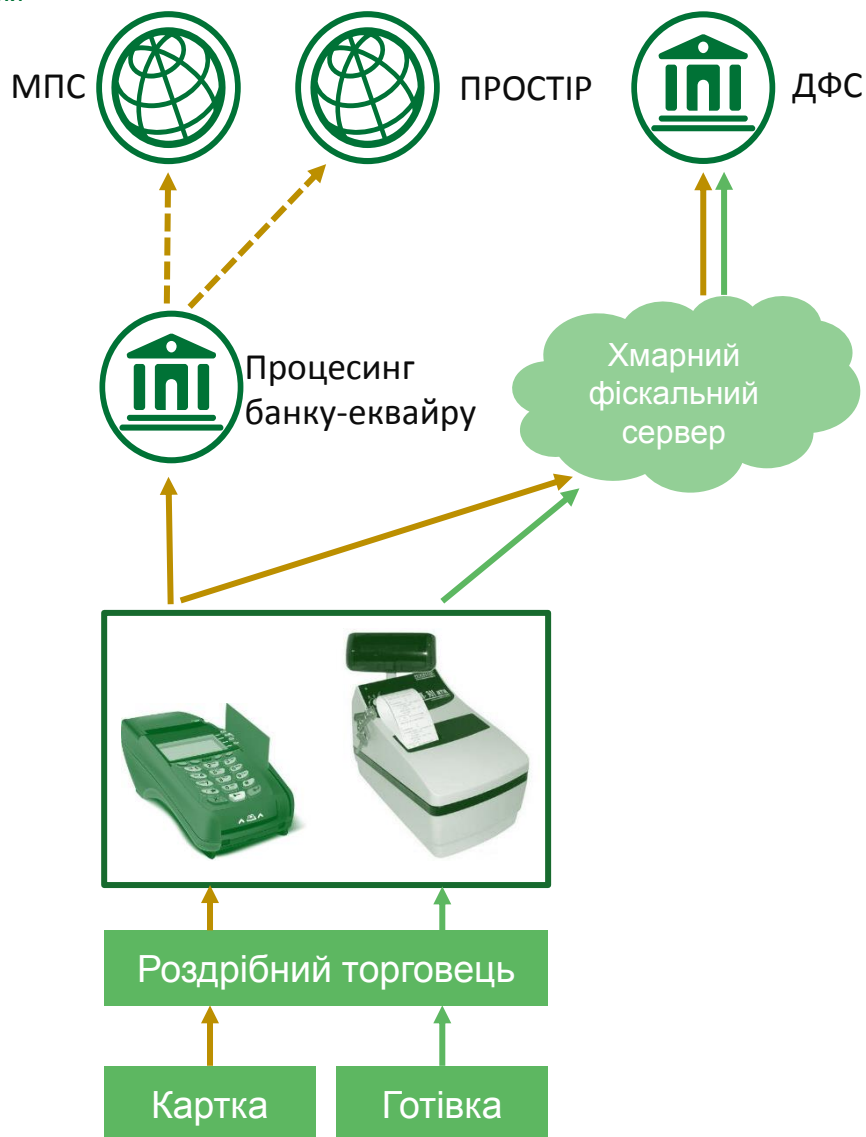 МПС
ПРОСТІР
ДФС
Процесинг
банку-еквайру
Хмарний
фіскальний
сервер
Роздрібний торговець
Картка
Готівка